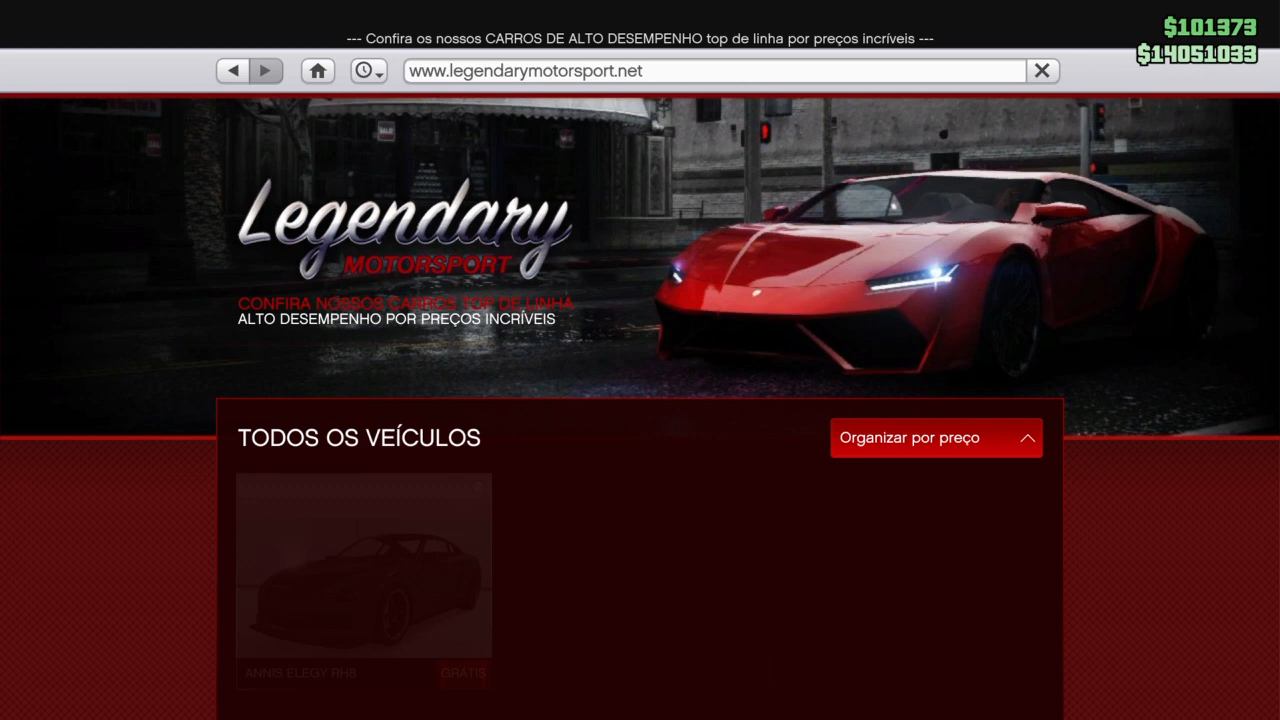 --- Confira os nossos CARROS DE ALTO DESEMPENHO top de linha por preços incríveis ---
$101373
$14051033
www.legendarymotorsport.net
Legendary
MOTORSPORT
CONFIRA NOSSOS CARROS TOP DE LINHA
ALTO DESEMPENHO POR PREÇOS INCRÍVEIS
TODOS OS VEÍCULOS
Organizar por preço
ANNIS ELEGY RH8
GRÁTIS